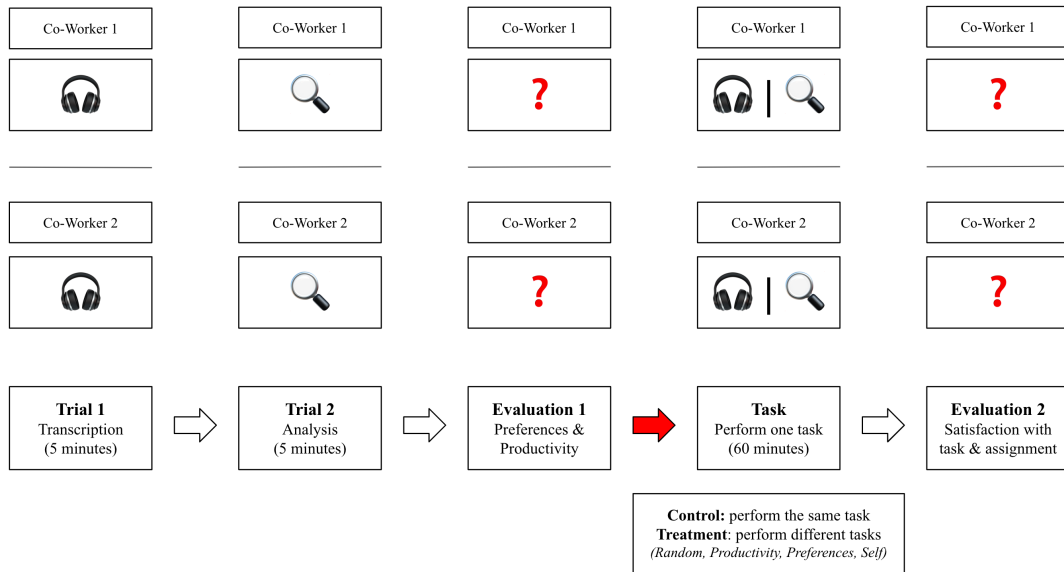 Co-Worker 1
Co-Worker 1
Co-Worker 1
Co-Worker 1
Co-Worker 1
?
|
?
Co-Worker 2
Co-Worker 2
Co-Worker 2
Co-Worker 2
Co-Worker 2
?
|
?
Trial 1
Transcription
(5 minutes)
Trial 2
Analysis
(5 minutes)
Evaluation 1
Preferences &
Productivity
Task
Perform one task
(60 minutes)
Evaluation 2
Satisfaction with
task & assignment
Control: perform the same task
Treatment: perform different tasks
(Random, Productivity, Preferences, Self)